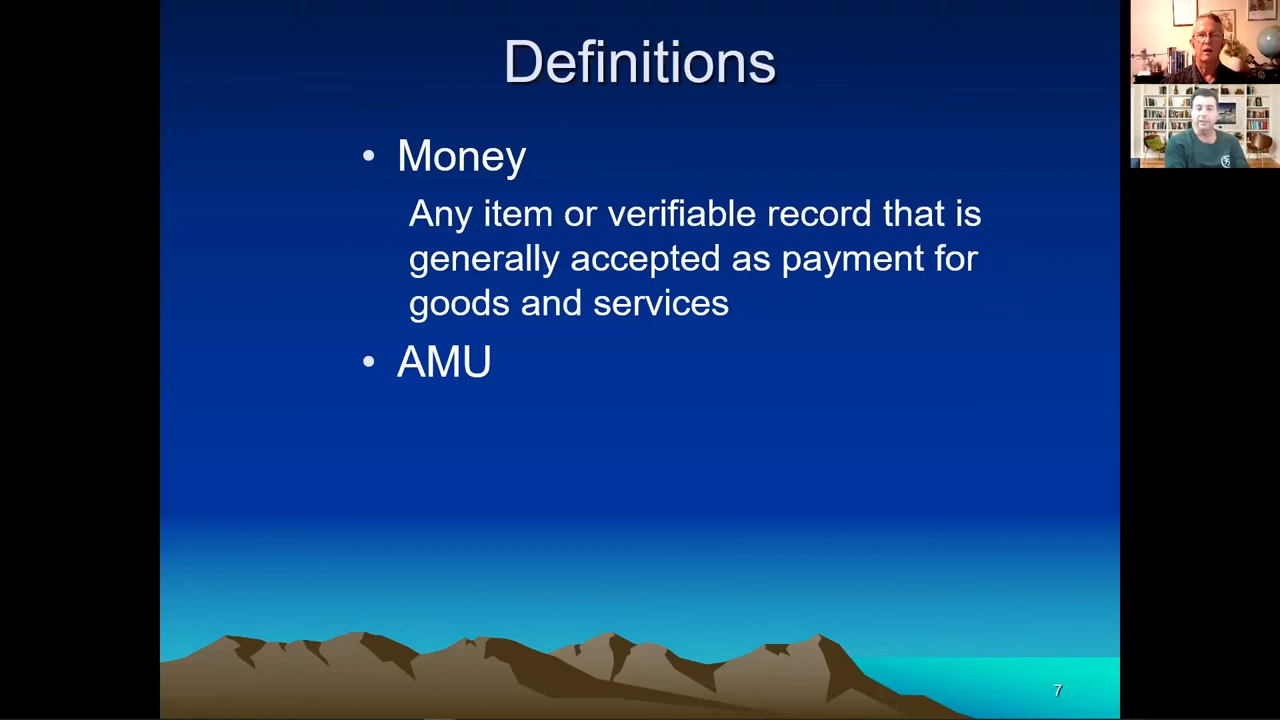 Definitions
• Money
Any item or verifiable record that is
generally accepted as payment for
goods and services
• AMU
7